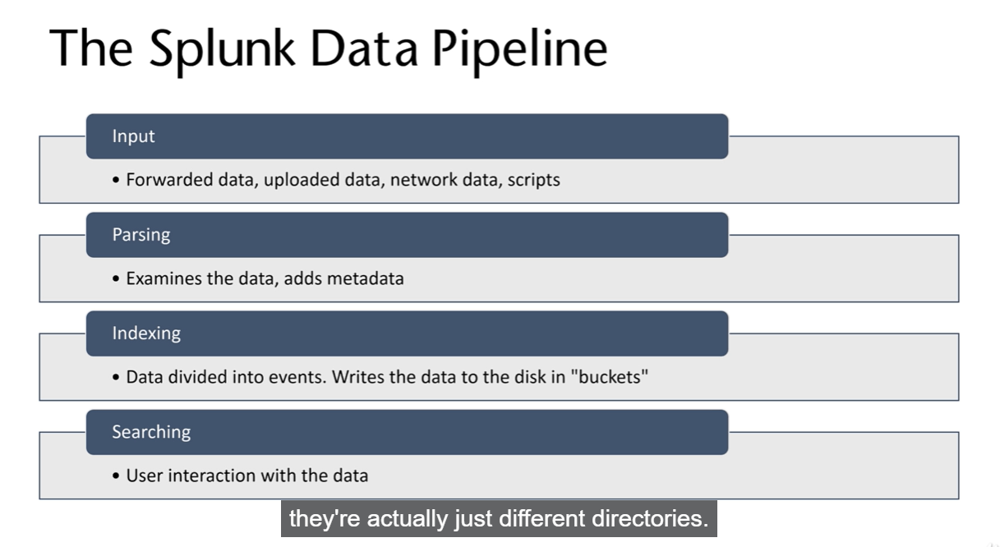 The Splunk Data Pipeline
Input
• Forwarded data, uploaded data, network data, scripts
Parsing
• Examines the data, adds metadata
Indexing
• Data divided into events. Writes the data to the disk in "buckets"
Searching
• User interaction with the data
they're actually just different directories.